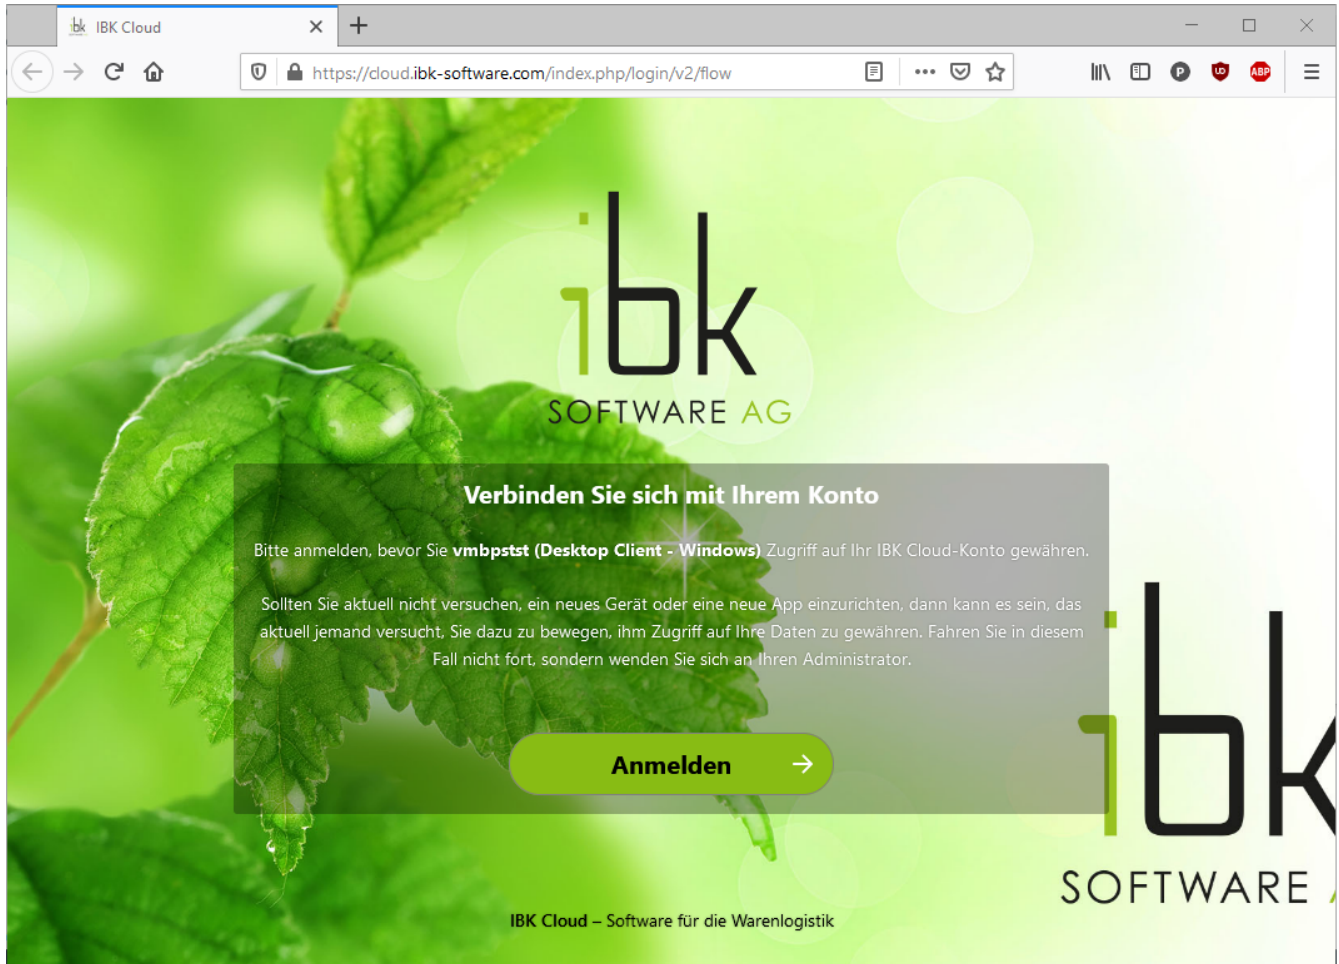 ibk IBK Cloud
https://cloud.ibk-software.com/index.php/login/v2/flow
P
UD
ABP
ibk
SOFTWARE AG
Verbinden Sie sich mit Ihrem Konto
Bitte anmelden, bevor Sie vmbpstst (Desktop Client - Windows) Zugriff auf Ihr IBK Cloud-Konto gewähren.
Sollten Sie aktuell nicht versuchen, ein neues Gerät oder eine neue App einzurichten, dann kann es sein, das
aktuell jemand versucht, Sie dazu zu bewegen, ihm Zugriff auf Ihre Daten zu gewähren. Fahren Sie in diesem
Fall nicht fort, sondern wenden Sie sich an Ihren Administrator.
Anmelden
ibk
SOFTWARE
IBK Cloud – Software für die Warenlogistik